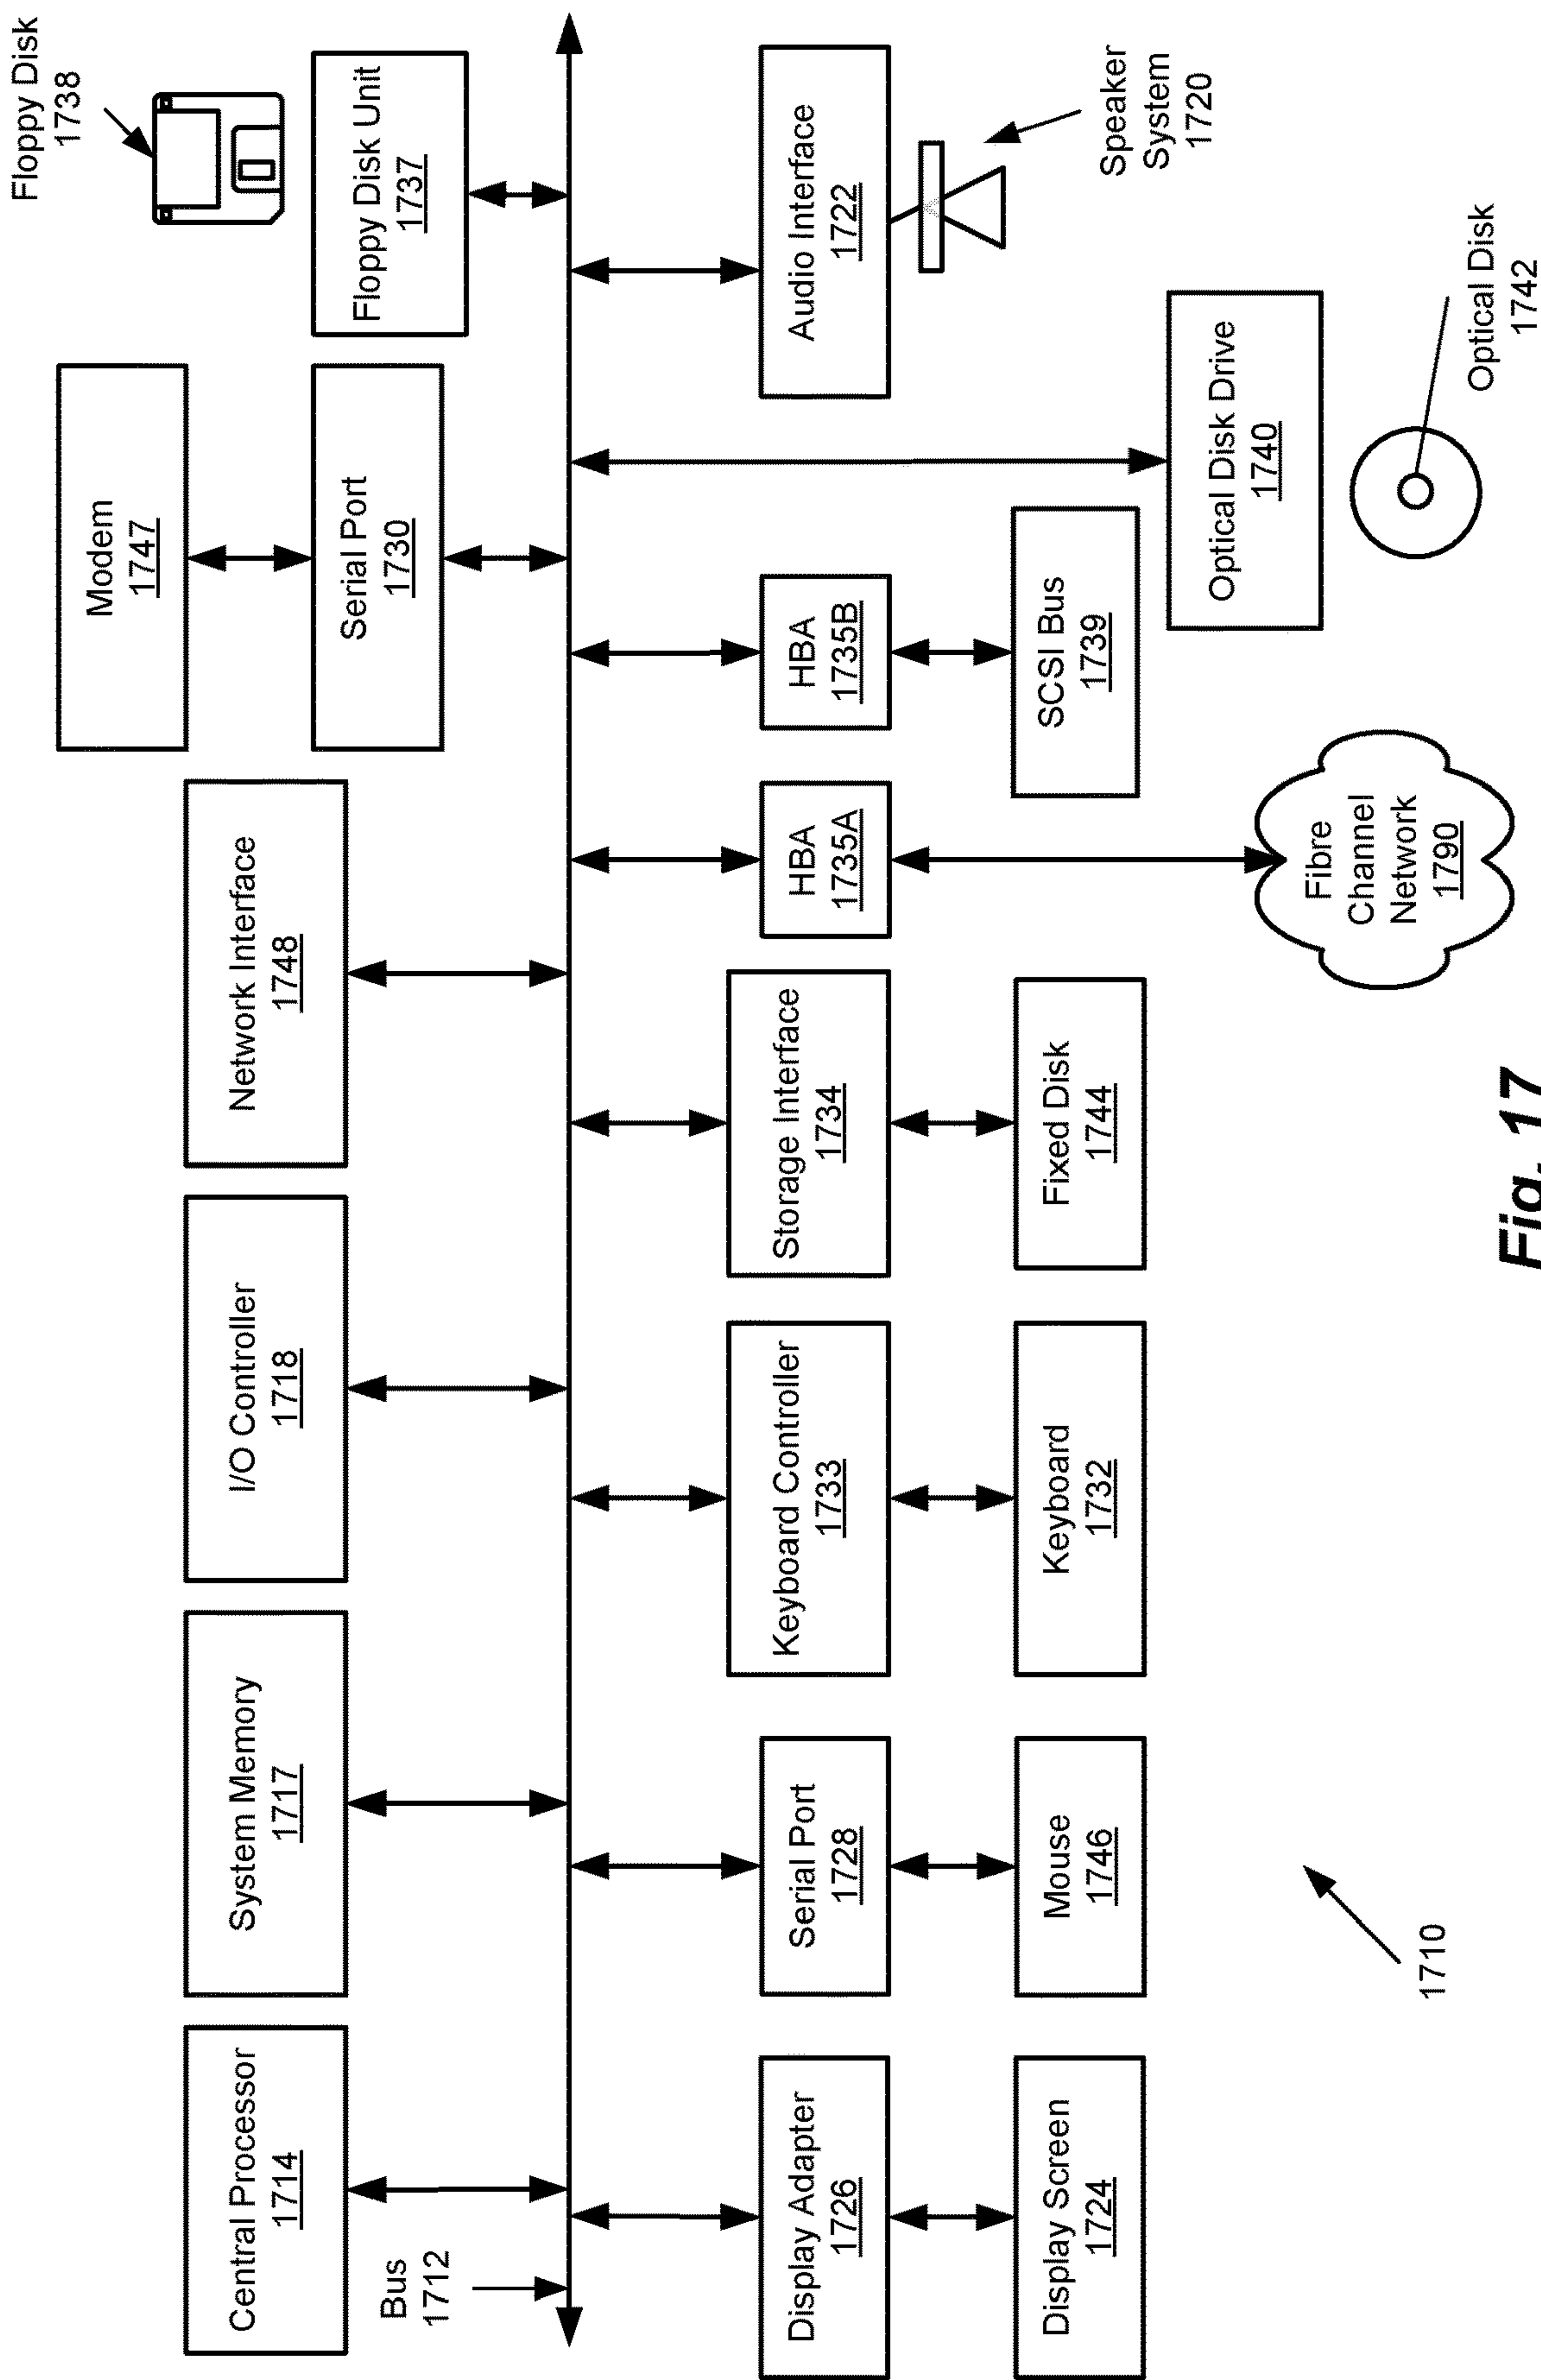 Central Processor
1714
System Memory
1717
I/O Controller
1718
Network Interface
1748
Modem
1747
Serial Port
1730
Floppy Disk
1738
Floppy Disk Unit
1737
Bus
1712
Display Adapter
1726
Serial Port
1728
Keyboard Controller
1733
Storage Interface
1734
HBA
1735A
HBA
1735B
Audio Interface
1722
Display Screen
1724
Mouse
1746
Keyboard
1732
Fixed Disk
1744
SCSI Bus
1739
Speaker
System
1720
Optical Disk Drive
1740
Fibre
Channel
Network
1790
Optical Disk
1742
1710
Fig. 17